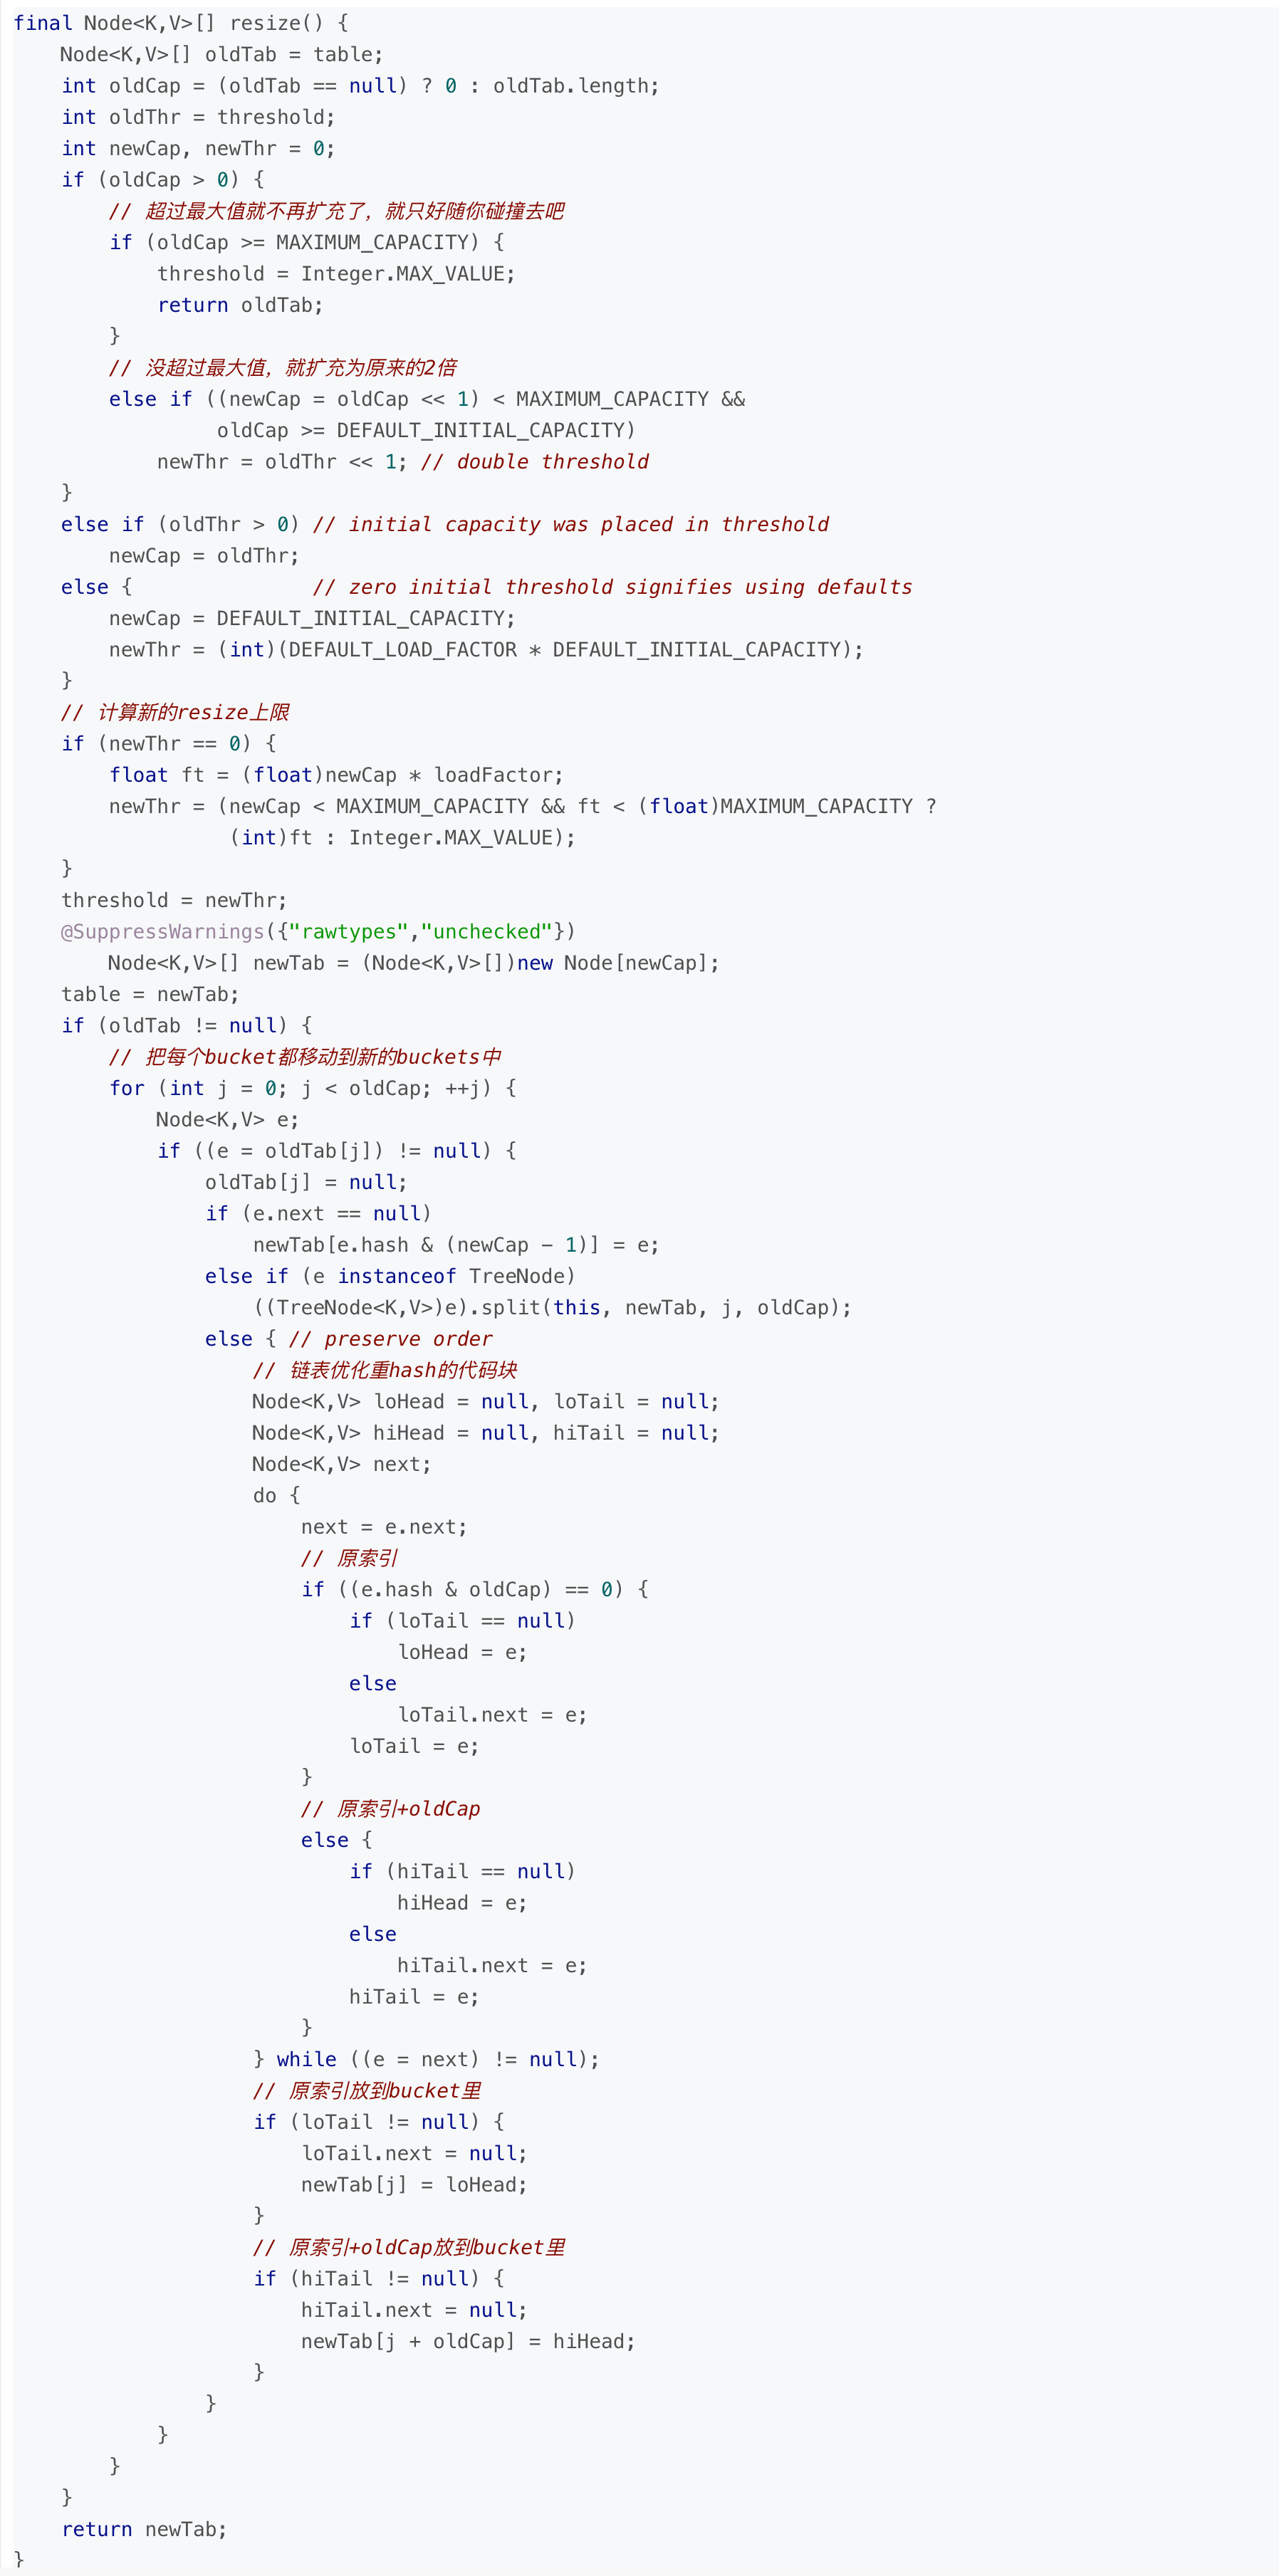 final Node<K,V>[] resize() {
    Node<K,V>[] oldTab = table;
    int oldCap = (oldTab == null) ? 0 : oldTab.length;
    int oldThr = threshold;
    int newCap, newThr = 0;
    if (oldCap > 0) {
        // 超过最大值就不再扩充了，就只好随你碰撞去吧
        if (oldCap >= MAXIMUM_CAPACITY) {
            threshold = Integer.MAX_VALUE;
            return oldTab;
        }
        // 没超过最大值，就扩充为原来的2倍
        else if ((newCap = oldCap << 1) < MAXIMUM_CAPACITY &&
                 oldCap >= DEFAULT_INITIAL_CAPACITY)
            newThr = oldThr << 1; // double threshold
    }
    else if (oldThr > 0) // initial capacity was placed in threshold
        newCap = oldThr;
    else {               // zero initial threshold signifies using defaults
        newCap = DEFAULT_INITIAL_CAPACITY;
        newThr = (int)(DEFAULT_LOAD_FACTOR * DEFAULT_INITIAL_CAPACITY);
    }
    // 计算新的resize上限
    if (newThr == 0) {
        float ft = (float)newCap * loadFactor;
        newThr = (newCap < MAXIMUM_CAPACITY && ft < (float)MAXIMUM_CAPACITY ?
                  (int)ft : Integer.MAX_VALUE);
    }
    threshold = newThr;
    @SuppressWarnings({"rawtypes","unchecked"})
        Node<K,V>[] newTab = (Node<K,V>[])new Node[newCap];
    table = newTab;
    if (oldTab != null) {
        // 把每个bucket都移动到新的buckets中
        for (int j = 0; j < oldCap; ++j) {
            Node<K,V> e;
            if ((e = oldTab[j]) != null) {
                oldTab[j] = null;
                if (e.next == null)
                    newTab[e.hash & (newCap - 1)] = e;
                else if (e instanceof TreeNode)
                    ((TreeNode<K,V>)e).split(this, newTab, j, oldCap);
                else { // preserve order
                    // 链表优化重hash的代码块
                    Node<K,V> loHead = null, loTail = null;
                    Node<K,V> hiHead = null, hiTail = null;
                    Node<K,V> next;
                    do {
                        next = e.next;
                        // 原索引
                        if ((e.hash & oldCap) == 0) {
                            if (loTail == null)
                                loHead = e;
                            else
                                loTail.next = e;
                            loTail = e;
                        }
                        // 原索引+oldCap
                        else {
                            if (hiTail == null)
                                hiHead = e;
                            else
                                hiTail.next = e;
                            hiTail = e;
                        }
                    } while ((e = next) != null);
                    // 原索引放到bucket里
                    if (loTail != null) {
                        loTail.next = null;
                        newTab[j] = loHead;
                    }
                    // 原索引+oldCap放到bucket里
                    if (hiTail != null) {
                        hiTail.next = null;
                        newTab[j + oldCap] = hiHead;
                    }
                }
            }
        }
    }
    return newTab;
}